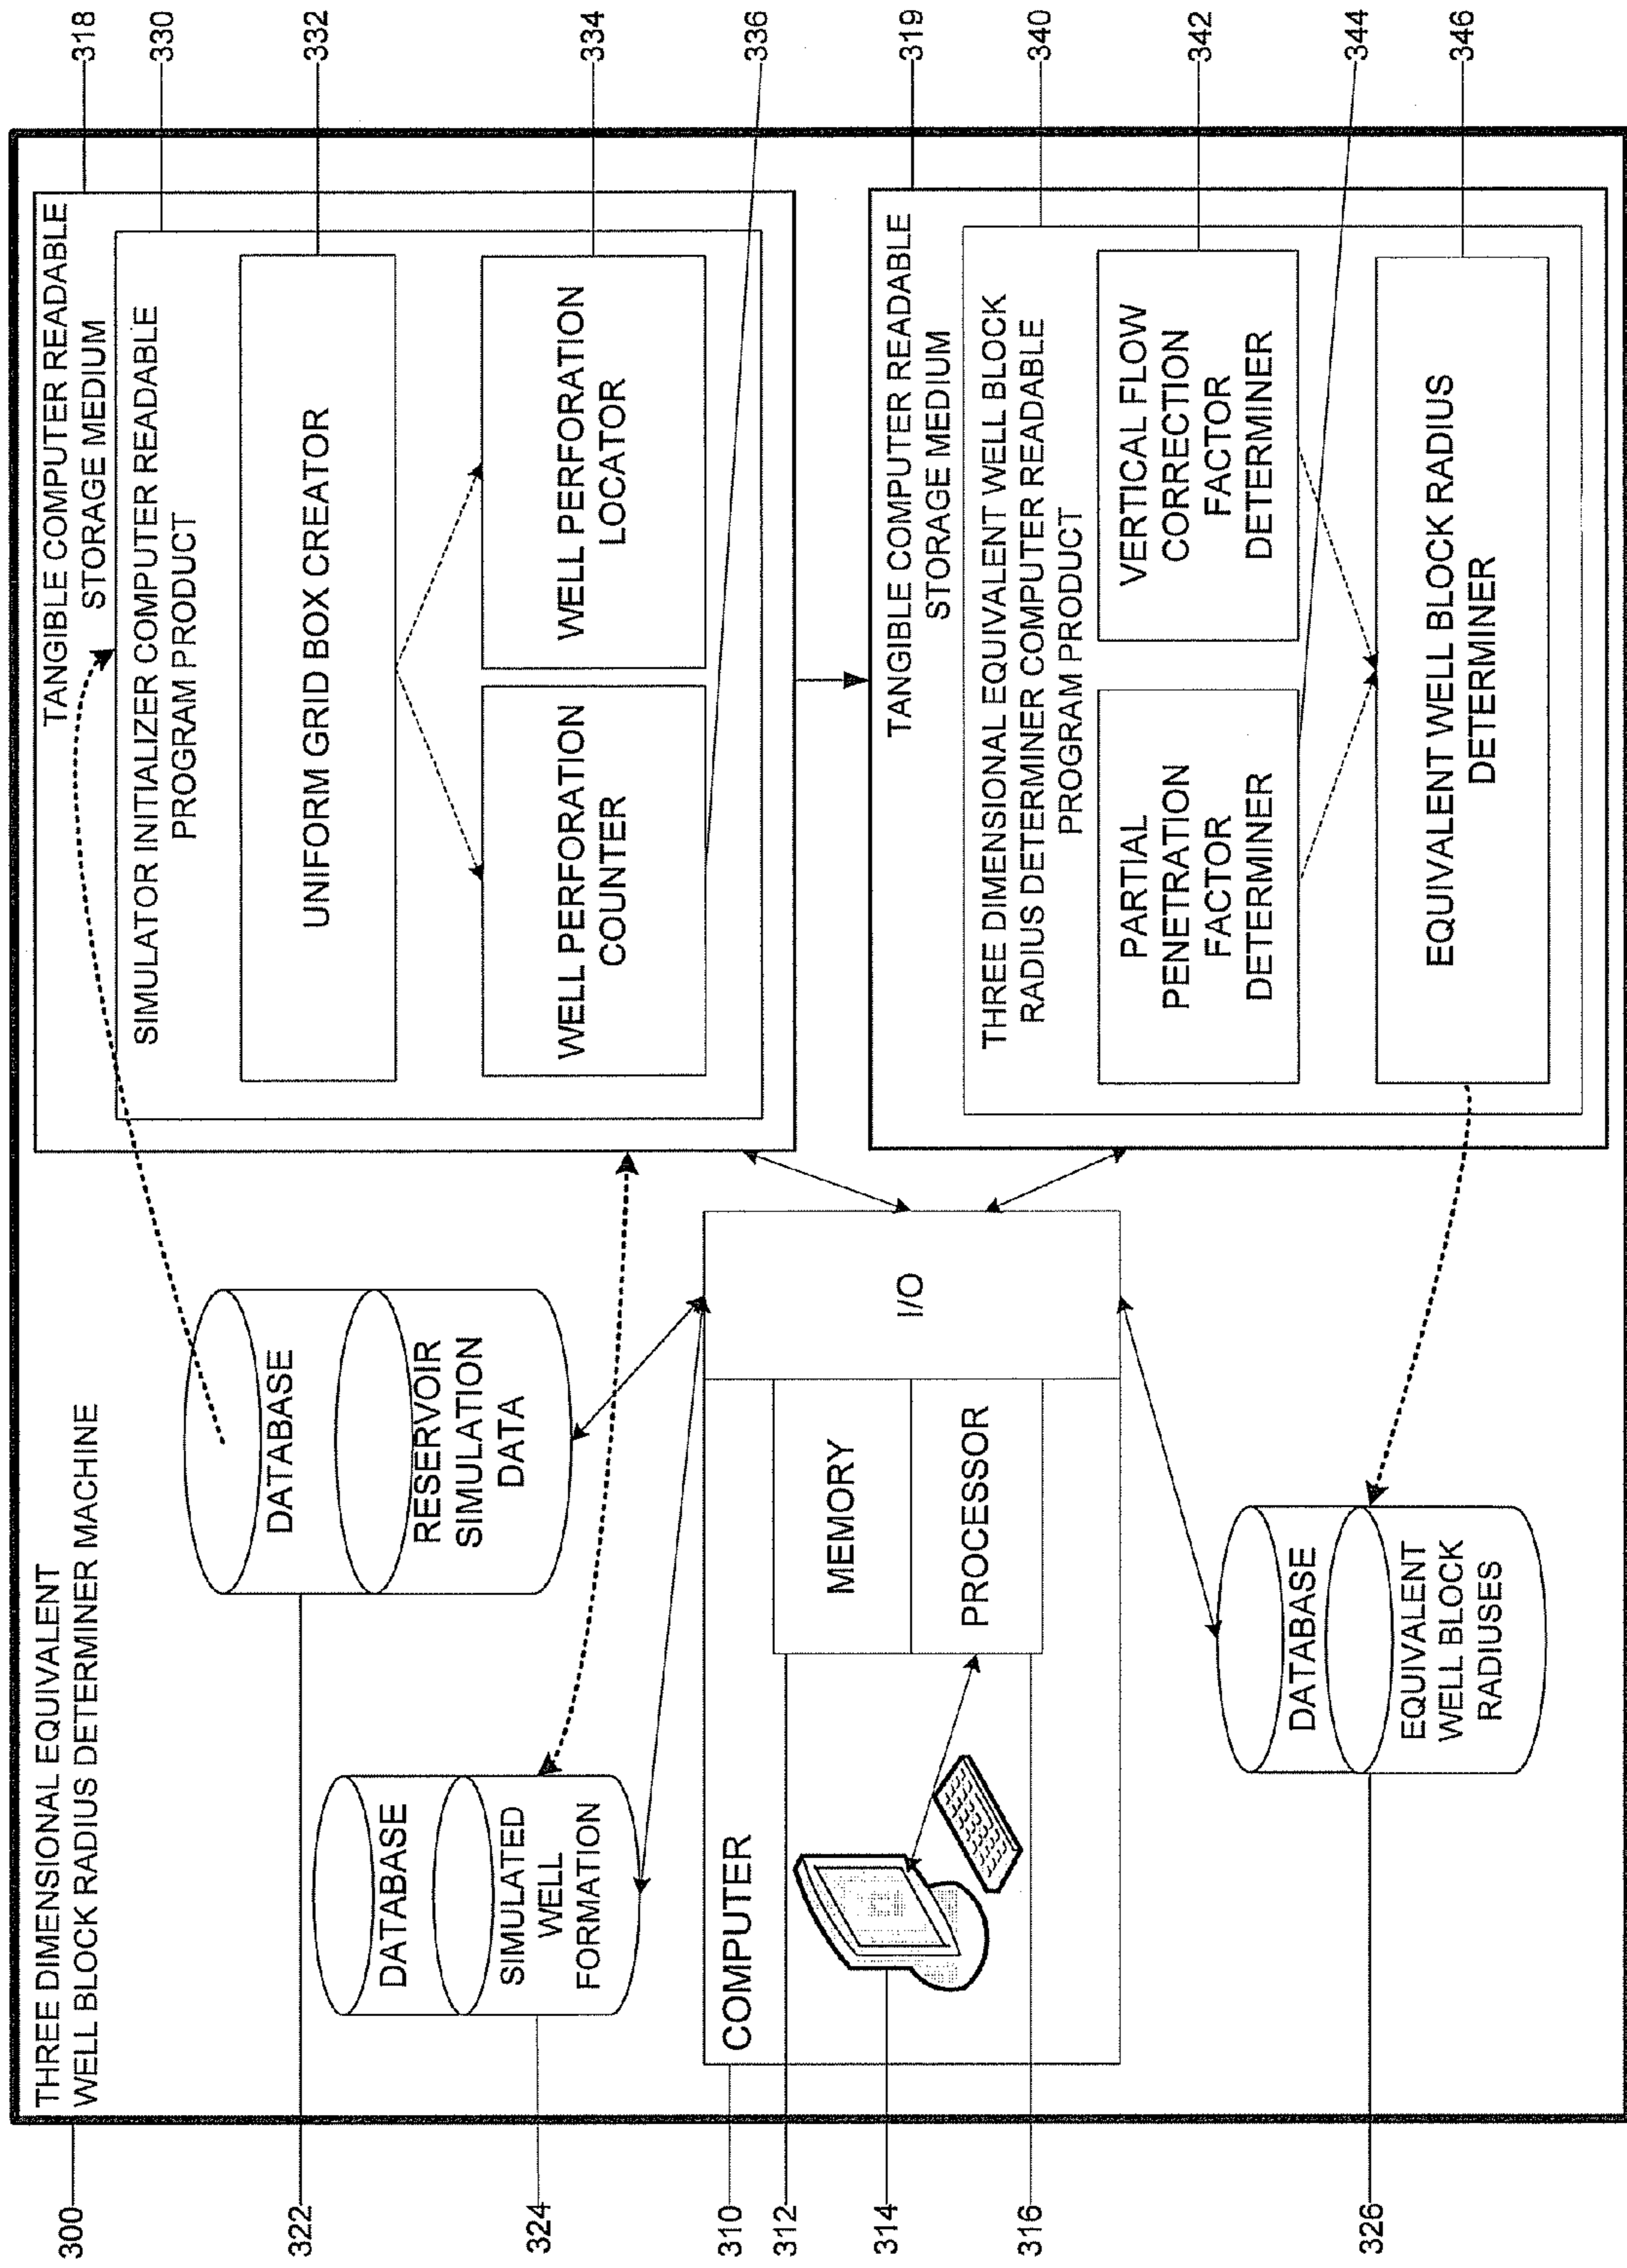 THREE DIMENSIONAL EQUIVALENT
WELL BLOCK RADIUS DETERMINER MACHINE
300
322
324
310
312
314
316
326
DATABASE
RESERVOIR
SIMULATION
DATA
DATABASE
SIMULATED
WELL
FORMATION
COMPUTER
MEMORY
PROCESSOR
I/O
DATABASE
EQUIVALENT
WELL BLOCK
RADIUSES
TANGIBLE COMPUTER READABLE
STORAGE MEDIUM
SIMULATOR INITIALIZER COMPUTER READABLE
PROGRAM PRODUCT
UNIFORM GRID BOX CREATOR
WELL PERFORATION
COUNTER
WELL PERFORATION
LOCATOR
TANGIBLE COMPUTER READABLE
STORAGE MEDIUM
THREE DIMENSIONAL EQUIVALENT WELL BLOCK
RADIUS DETERMINER COMPUTER READABLE
PROGRAM PRODUCT
PARTIAL
PENETRATION
FACTOR
DETERMINER
VERTICAL FLOW
CORRECTION
FACTOR
DETERMINER
EQUIVALENT WELL BLOCK RADIUS
DETERMINER
318
330
332
334
336
319
340
342
344
346